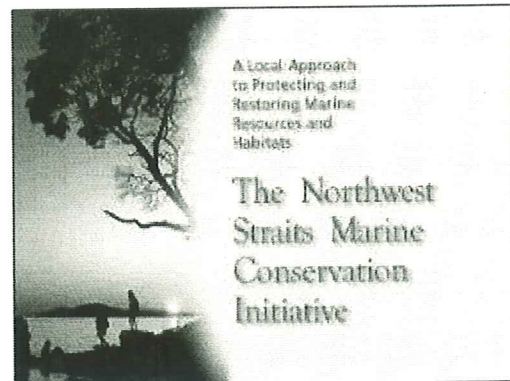 A Local Approach
to Protecting and
Restoring Marine
Resources and
Habitats
The Northwest
Straits Marine
Conservation
Initiative